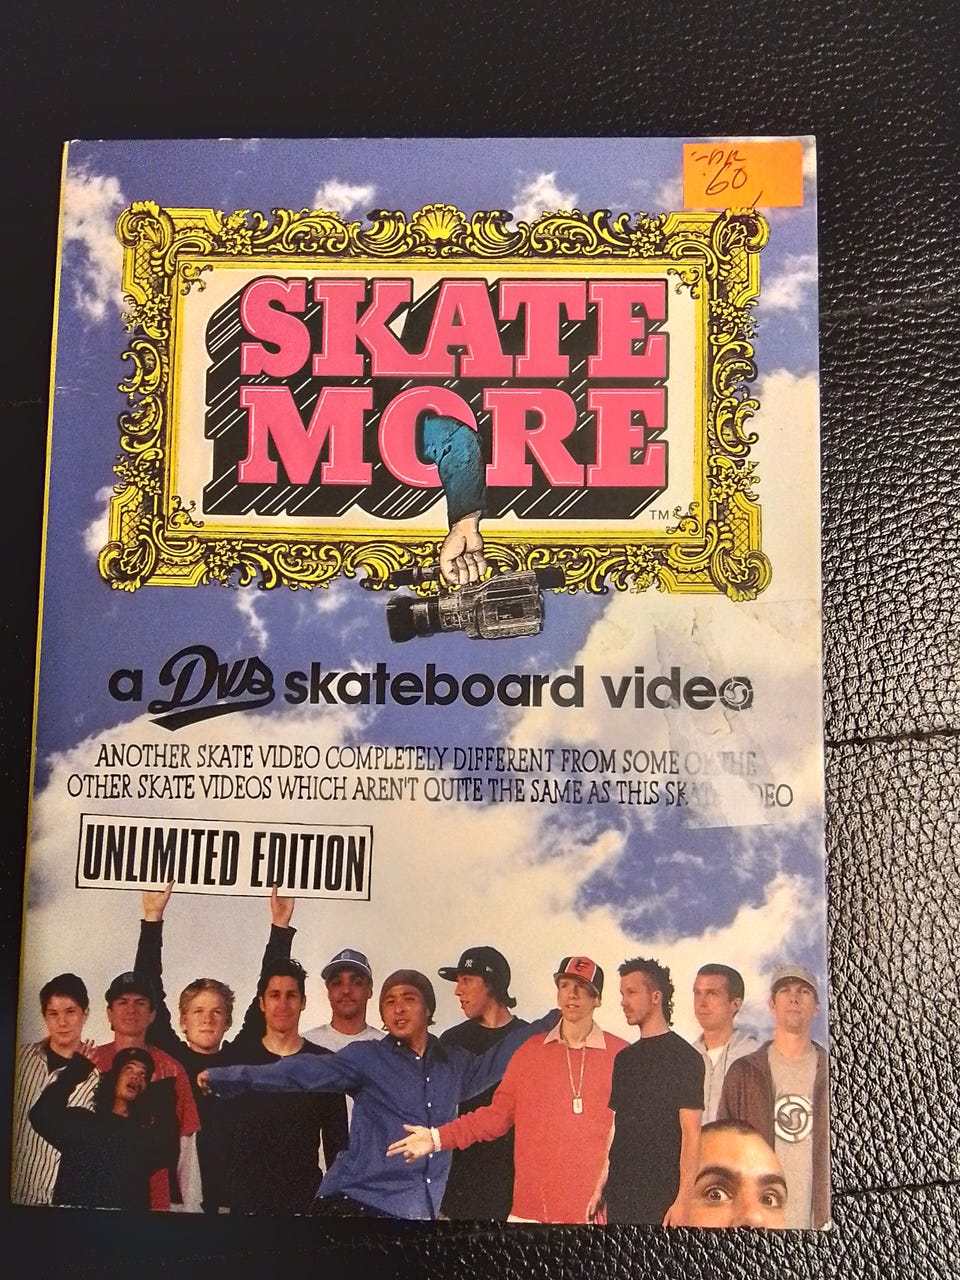 60
SKATE
MORE
TM
a DVS skateboard video
ANOTHER SKATE VIDEO COMPLETELY DIFFERENT FROM SOME OF THE
OTHER SKATE VIDEOS WHICH AREN'T QUITE THE SAME AS THIS SKATE VIDEO
UNLIMITED EDITION